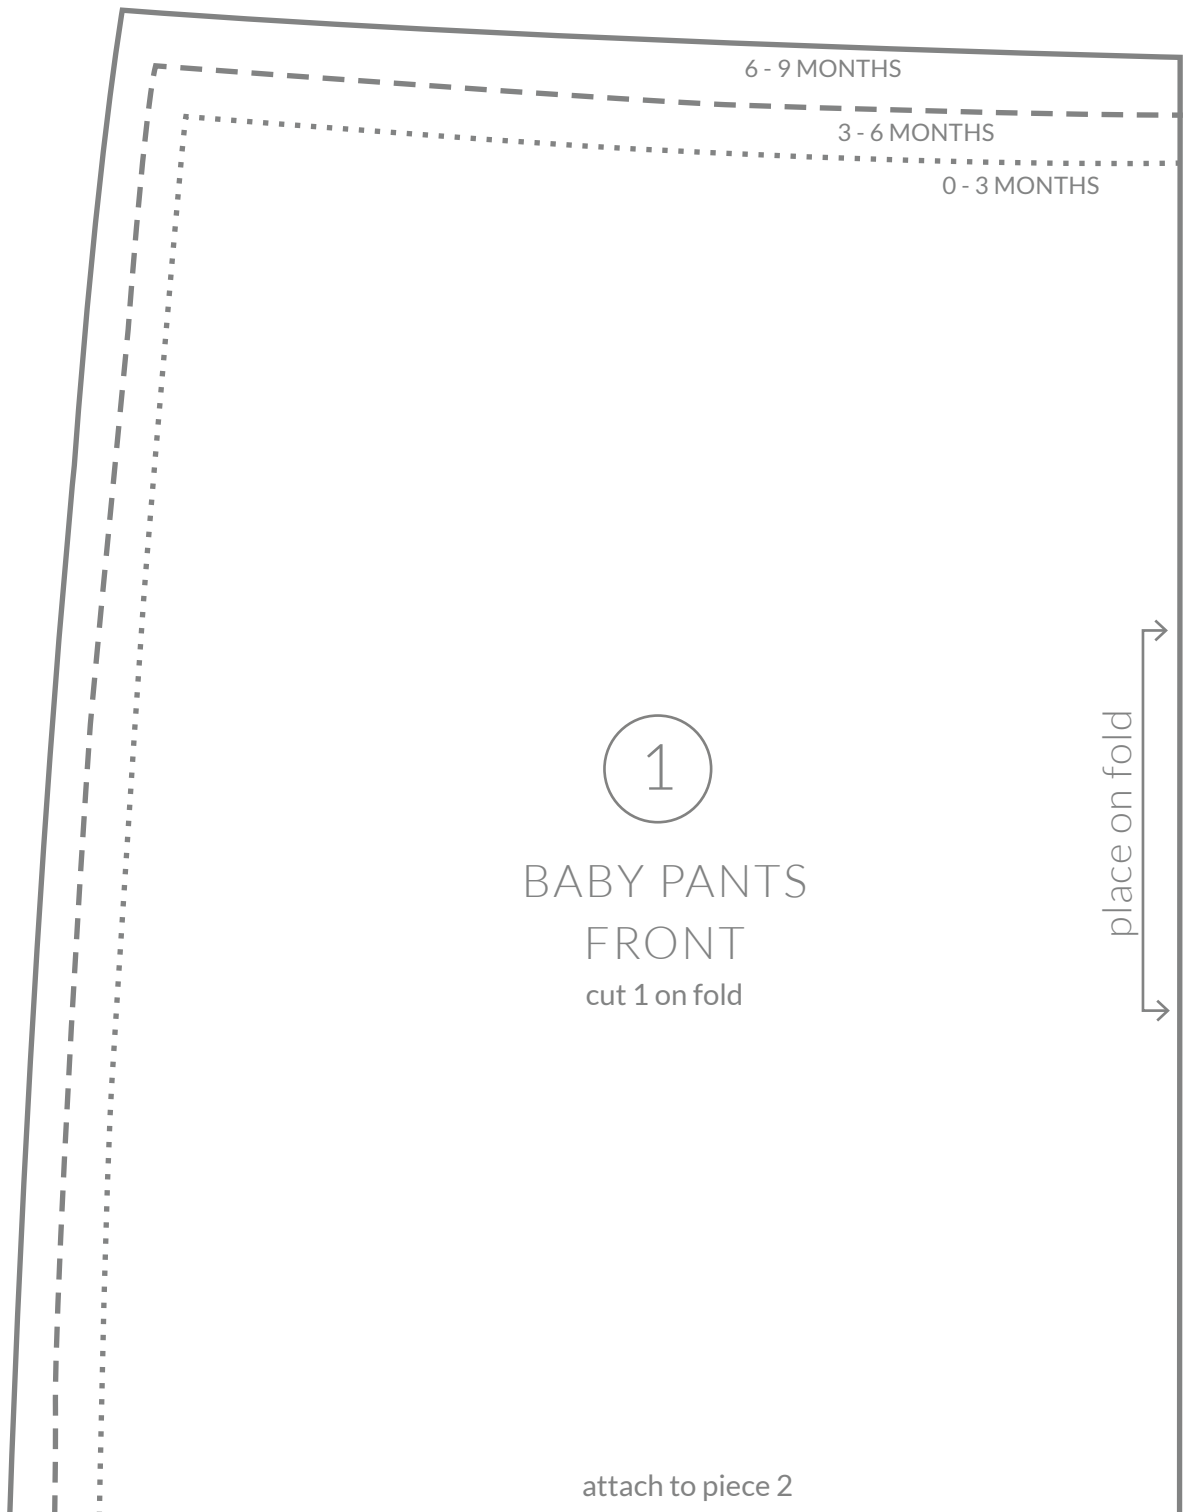 6 - 9 MONTHS
3 - 6 MONTHS
0 - 3 MONTHS
place on fold
1
BABY PANTS
FRONT
cut 1 on fold
attach to piece 2